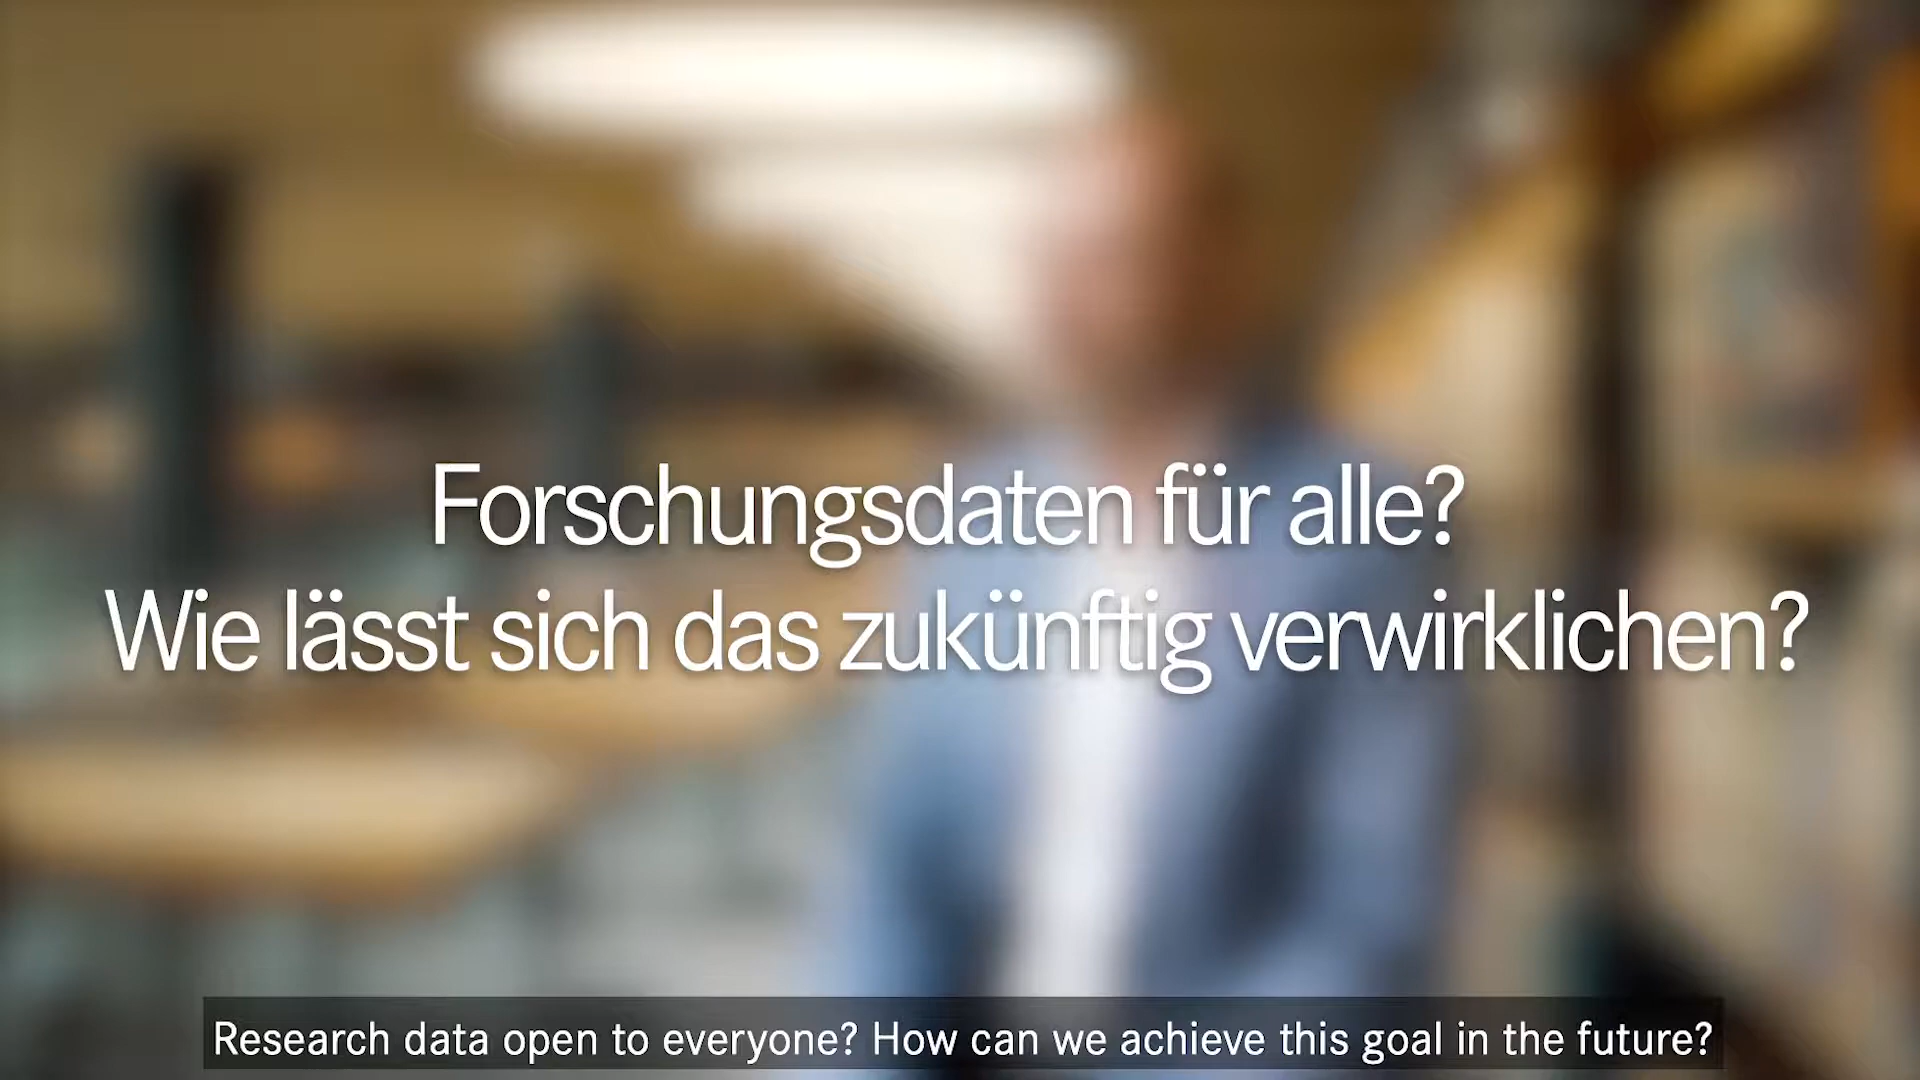 Forschungsdaten für alle?
Wie lässt sich das zukünftig verwirklichen?
Research data open to everyone? How can we achieve this goal in the future?